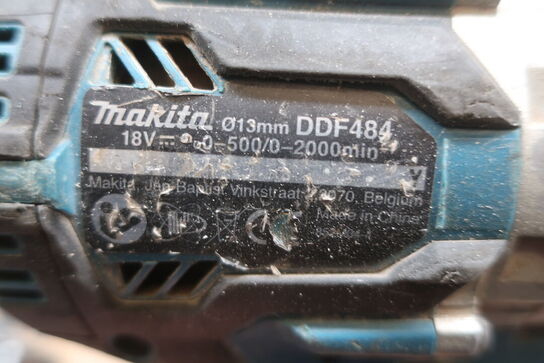 makita Ø13mm DDF484
18V 0-500/0-2000min
Makita, Jan-Baptist Vinkstraat 2, 3070, Belgium
Made in China